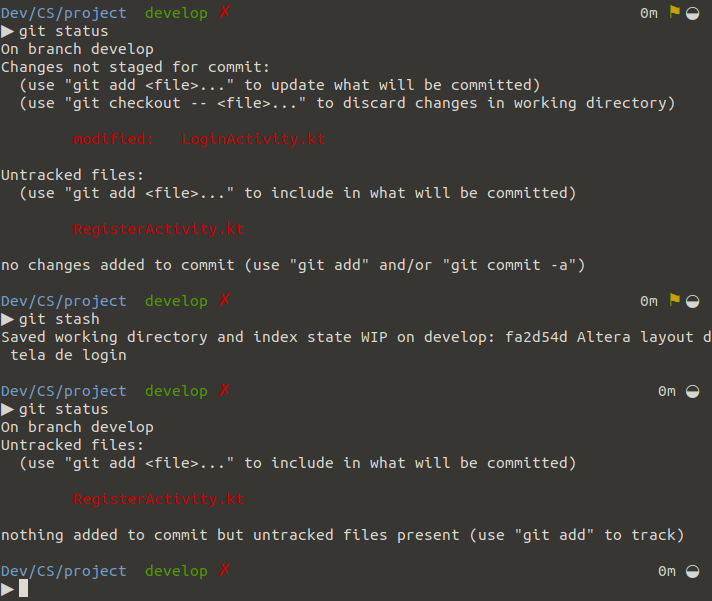 Dev/CS/project develop ✗ 0m ⚑ ◒
▶ git status
On branch develop
Changes not staged for commit:
  (use "git add <file>..." to update what will be committed)
  (use "git checkout -- <file>..." to discard changes in working directory)
        modified:   LoginActivity.kt
Untracked files:
  (use "git add <file>..." to include in what will be committed)
        RegisterActivity.kt
no changes added to commit (use "git add" and/or "git commit -a")
Dev/CS/project develop ✗ 0m ⚑ ◒
▶ git stash
Saved working directory and index state WIP on develop: fa2d54d Altera layout d
 tela de login
Dev/CS/project develop ✗ 0m ◒
▶ git status
On branch develop
Untracked files:
  (use "git add <file>..." to include in what will be committed)
        RegisterActivity.kt
nothing added to commit but untracked files present (use "git add" to track)
Dev/CS/project develop ✗ 0m ◒
▶